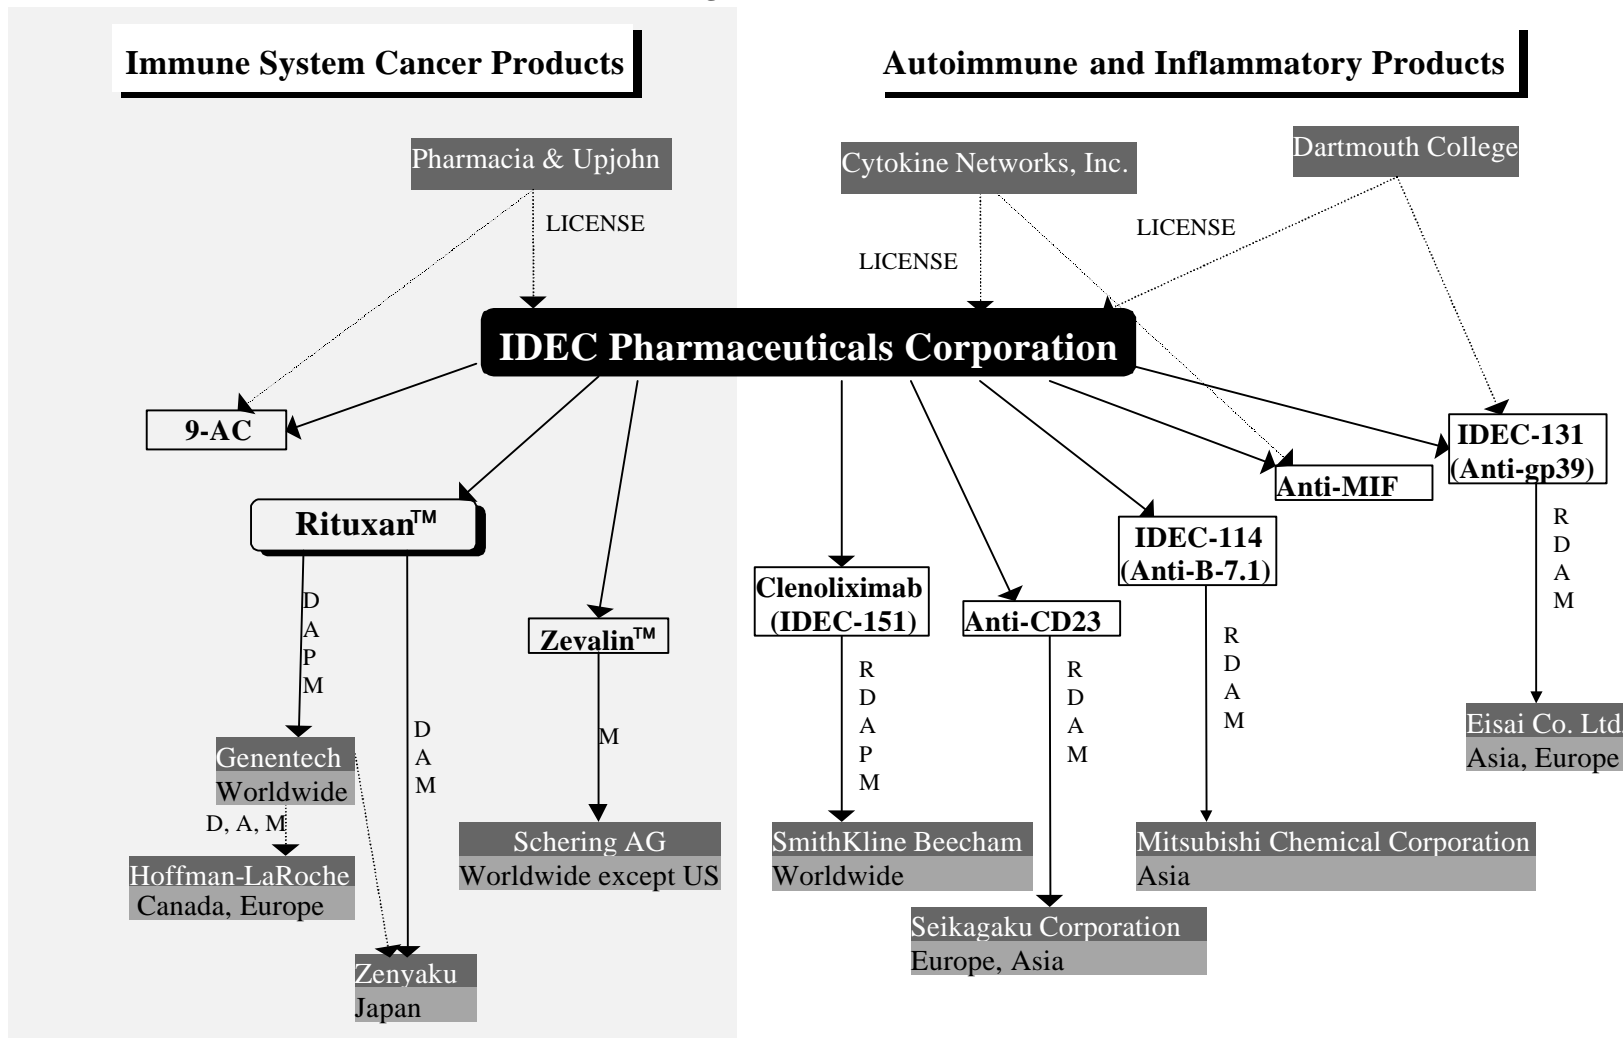 Immune System Cancer Products
Autoimmune and Inflammatory Products
Pharmacia & Upjohn
Cytokine Networks, Inc.
Dartmouth College
LICENSE
LICENSE
LICENSE
IDEC Pharmaceuticals Corporation
9-AC
Rituxan™
Zevalin™
Clenoliximab
(IDEC-151)
Anti-CD23
IDEC-114
(Anti-B-7.1)
Anti-MIF
IDEC-131
(Anti-gp39)
D
A
P
M
D
A
M
M
R
D
A
P
M
R
D
A
M
R
D
A
M
R
D
A
M
Genentech
Worldwide
D, A, M
Hoffman-LaRoche
Canada, Europe
Zenyaku
Japan
Schering AG
Worldwide except US
SmithKline Beecham
Worldwide
Seikagaku Corporation
Europe, Asia
Mitsubishi Chemical Corporation
Asia
Eisai Co. Ltd.
Asia, Europe